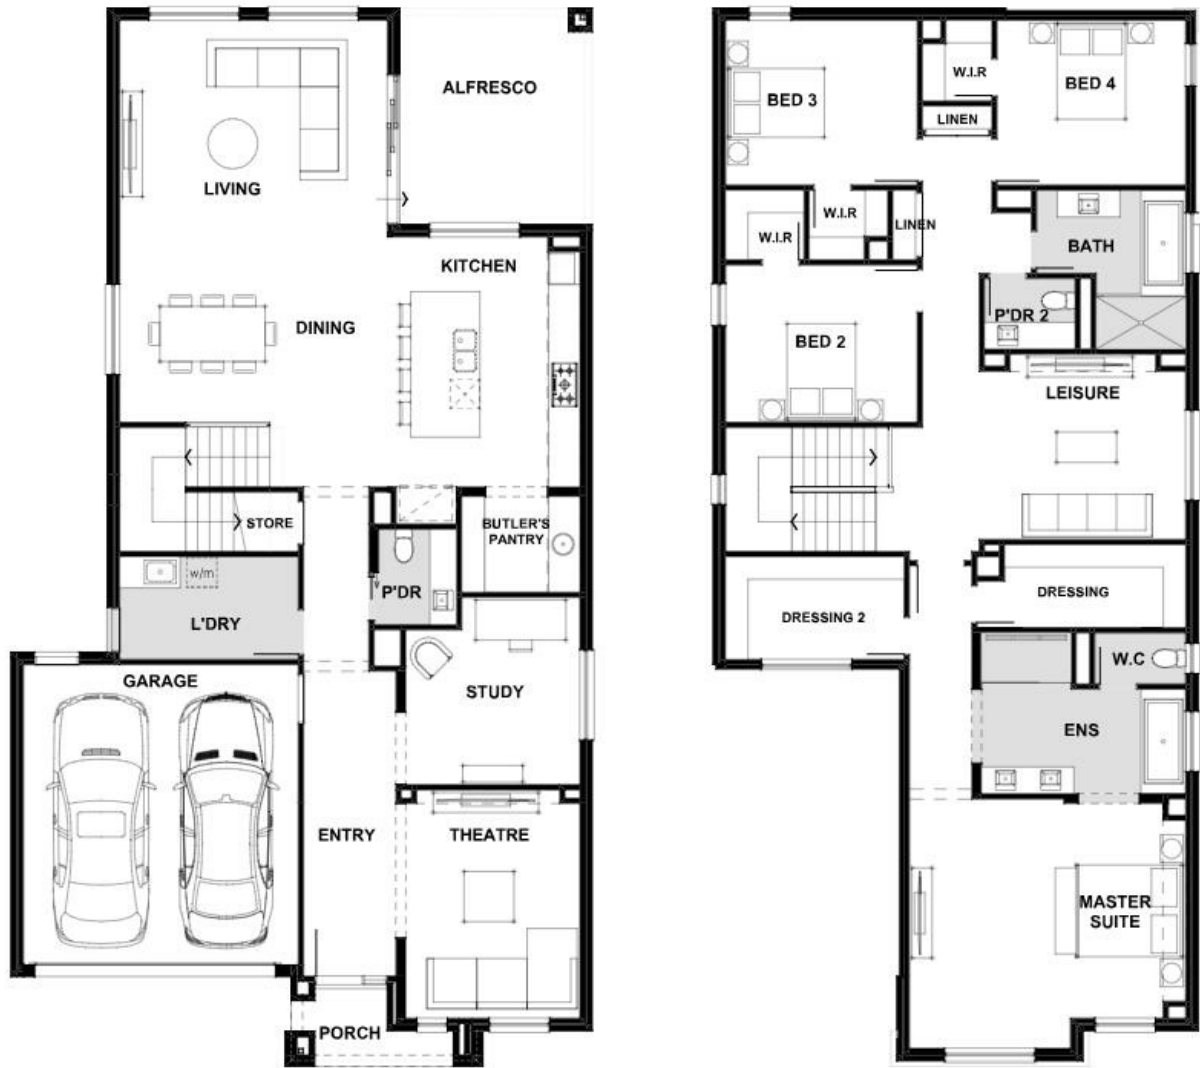 ALFRESCO
LIVING
KITCHEN
DINING
STORE
BUTLER'S
PANTRY
w/m
P'DR
L'DRY
GARAGE
STUDY
ENTRY
THEATRE
PORCH
BED 3
W.I.R
BED 4
LINEN
W.I.R
W.I.R
LINEN
BATH
P'DR 2
BED 2
LEISURE
DRESSING
DRESSING 2
W.C
ENS
MASTER
SUITE